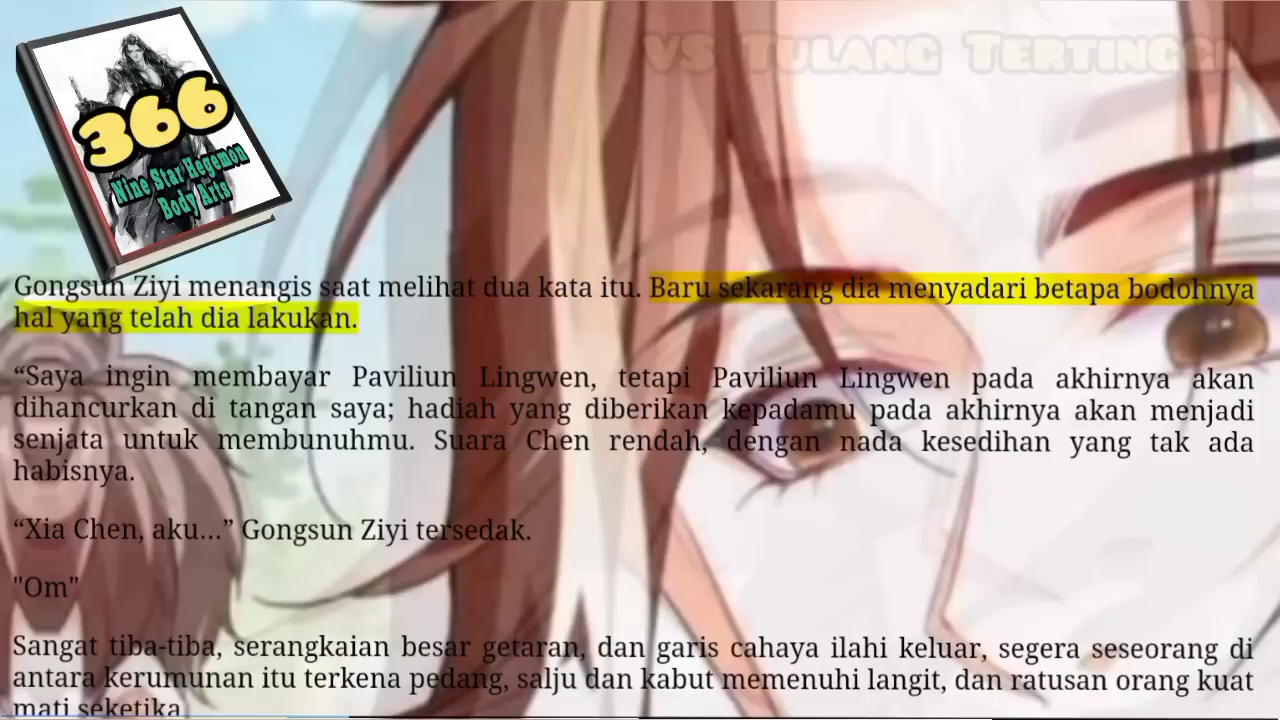 VS TULANG TERTINGGI
366
Nine Star Hegemon
Body Arts
Gongsun Ziyi menangis saat melihat dua kata itu. Baru sekarang dia menyadari betapa bodohnya
hal yang telah dia lakukan.
“Saya ingin membayar Paviliun Lingwen, tetapi Paviliun Lingwen pada akhirnya akan
dihancurkan di tangan saya; hadiah yang diberikan kepadamu pada akhirnya akan menjadi
senjata untuk membunuhmu. Suara Chen rendah, dengan nada kesedihan yang tak ada
habisnya.
“Xia Chen, aku...” Gongsun Ziyi tersedak.
"Om"
Sangat tiba-tiba, serangkaian besar getaran, dan garis cahaya ilahi keluar, segera seseorang di
antara kerumunan itu terkena pedang, salju dan kabut memenuhi langit, dan ratusan orang kuat
mati seketika